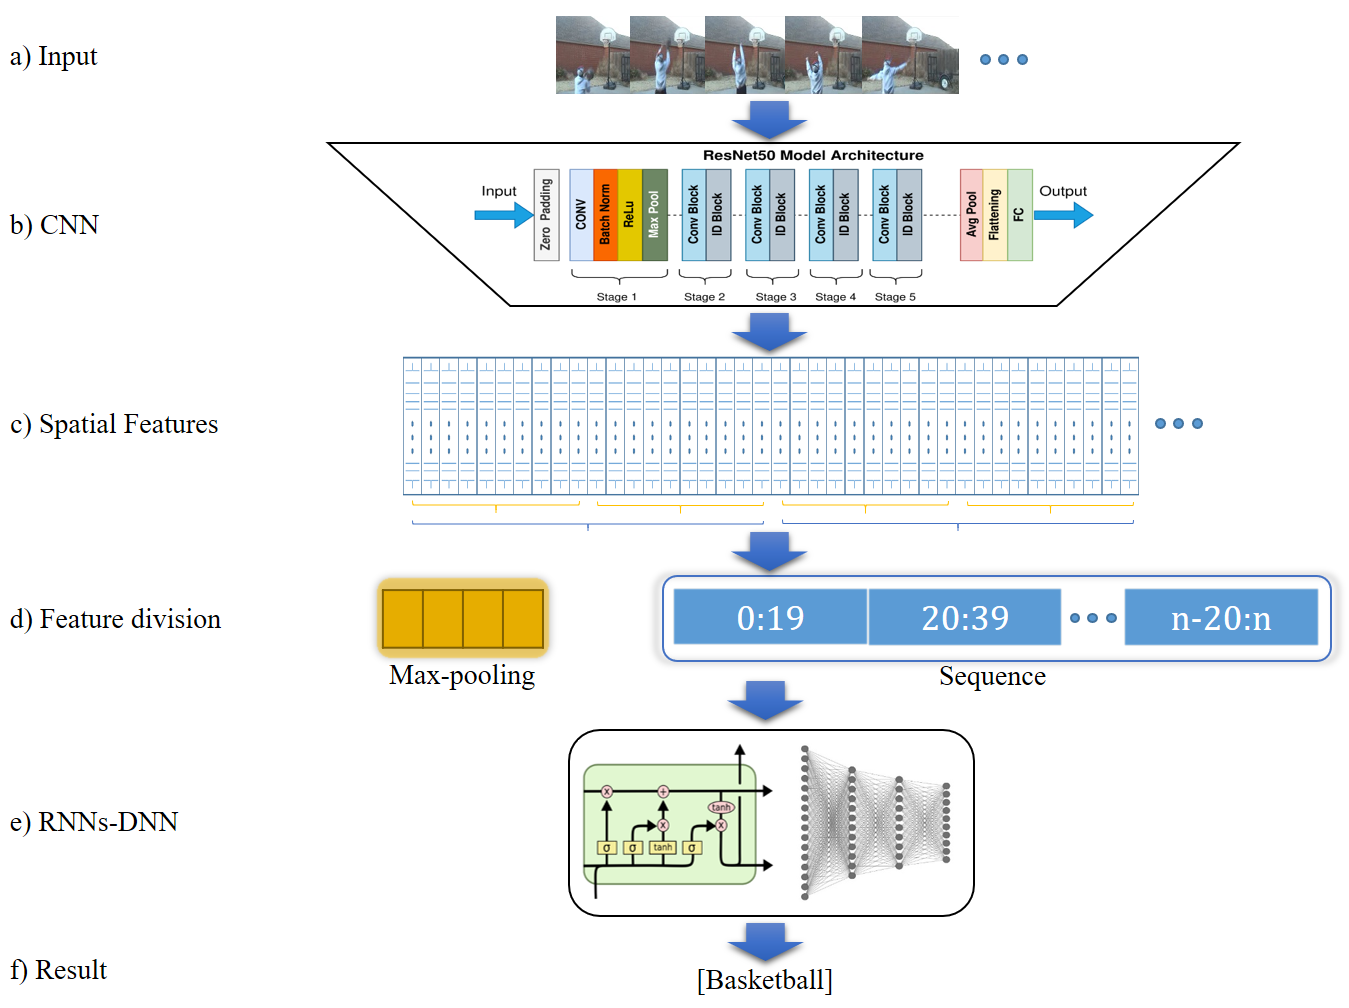 a) Input
b) CNN
ResNet50 Model Architecture
Input
Zero Padding
CONV
Batch Norm
ReLu
Max Pool
Conv Block
ID Block
Conv Block
ID Block
Conv Block
ID Block
Conv Block
ID Block
Avg Pool
Flattening
FC
Output
Stage 1
Stage 2
Stage 3
Stage 4
Stage 5
c) Spatial Features
d) Feature division
0:19
20:39
n-20:n
Max-pooling
Sequence
e) RNNs-DNN
x
+
tanh
x
x
σ
σ
tanh
σ
f) Result
[Basketball]